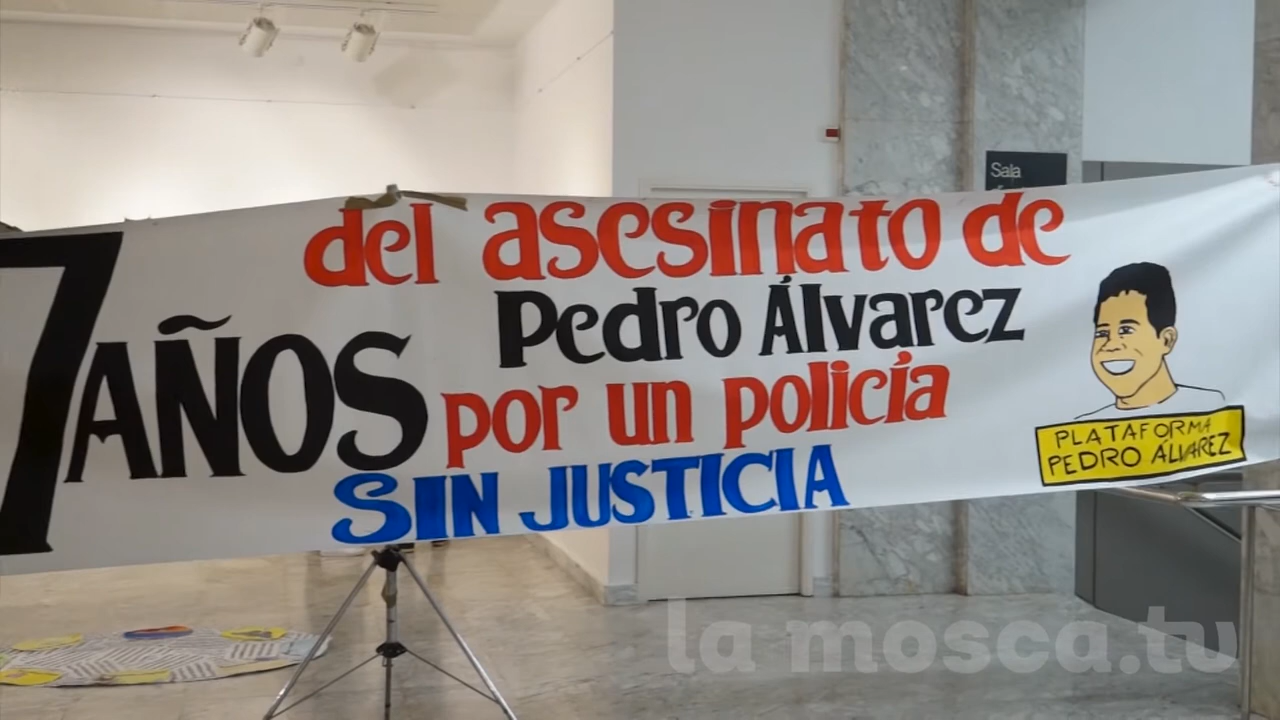 Sala
7 AÑOS
del asesinato de
Pedro Álvarez
por un policía
SIN JUSTICIA
PLATAFORMA
PEDRO ÁLVAREZ
la mosca.tv